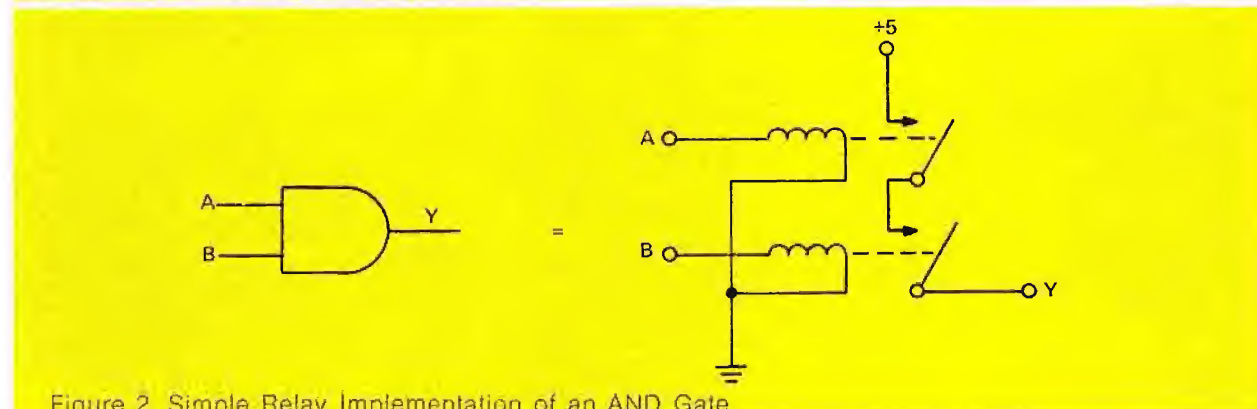 +5
A
A
Y
B
=
B
Y
Figure 2. Simple Relay Implementation of an AND Gate